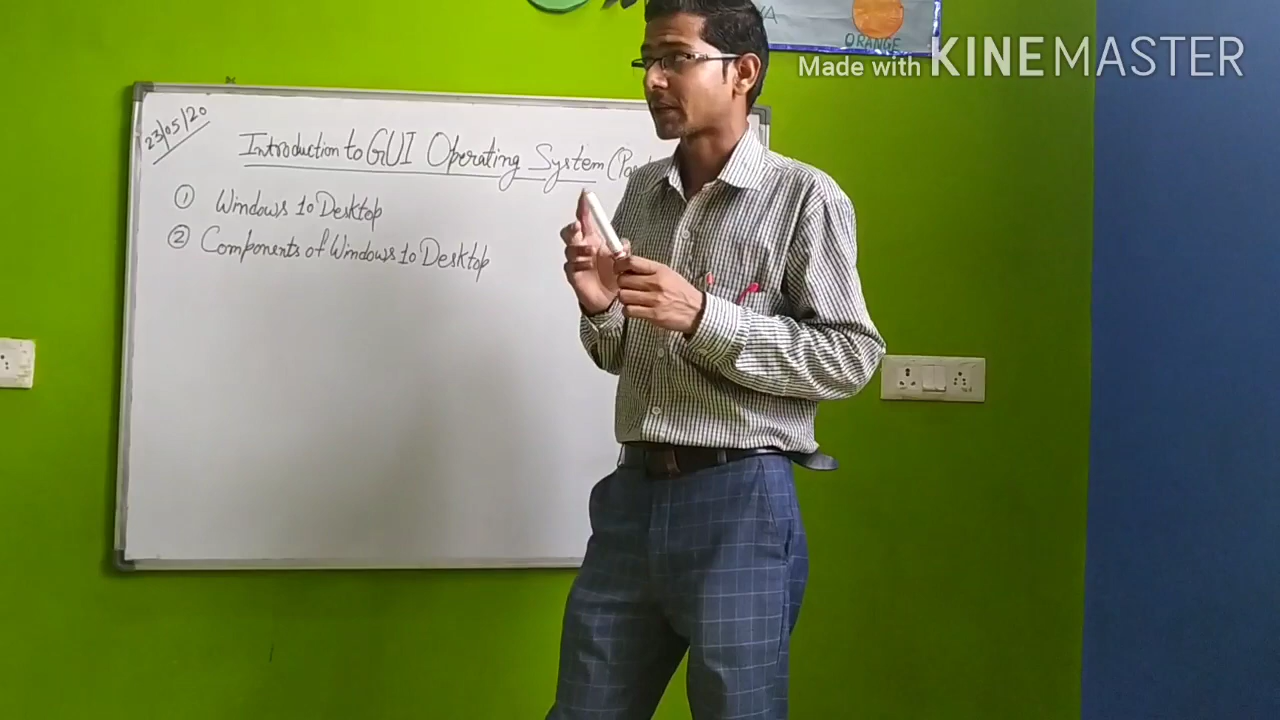 ORANGE
Made with KINEMASTER
23/05/20
Introduction to GUI Operating System
① Windows 10 Desktop
② Components of Windows 10 Desktop